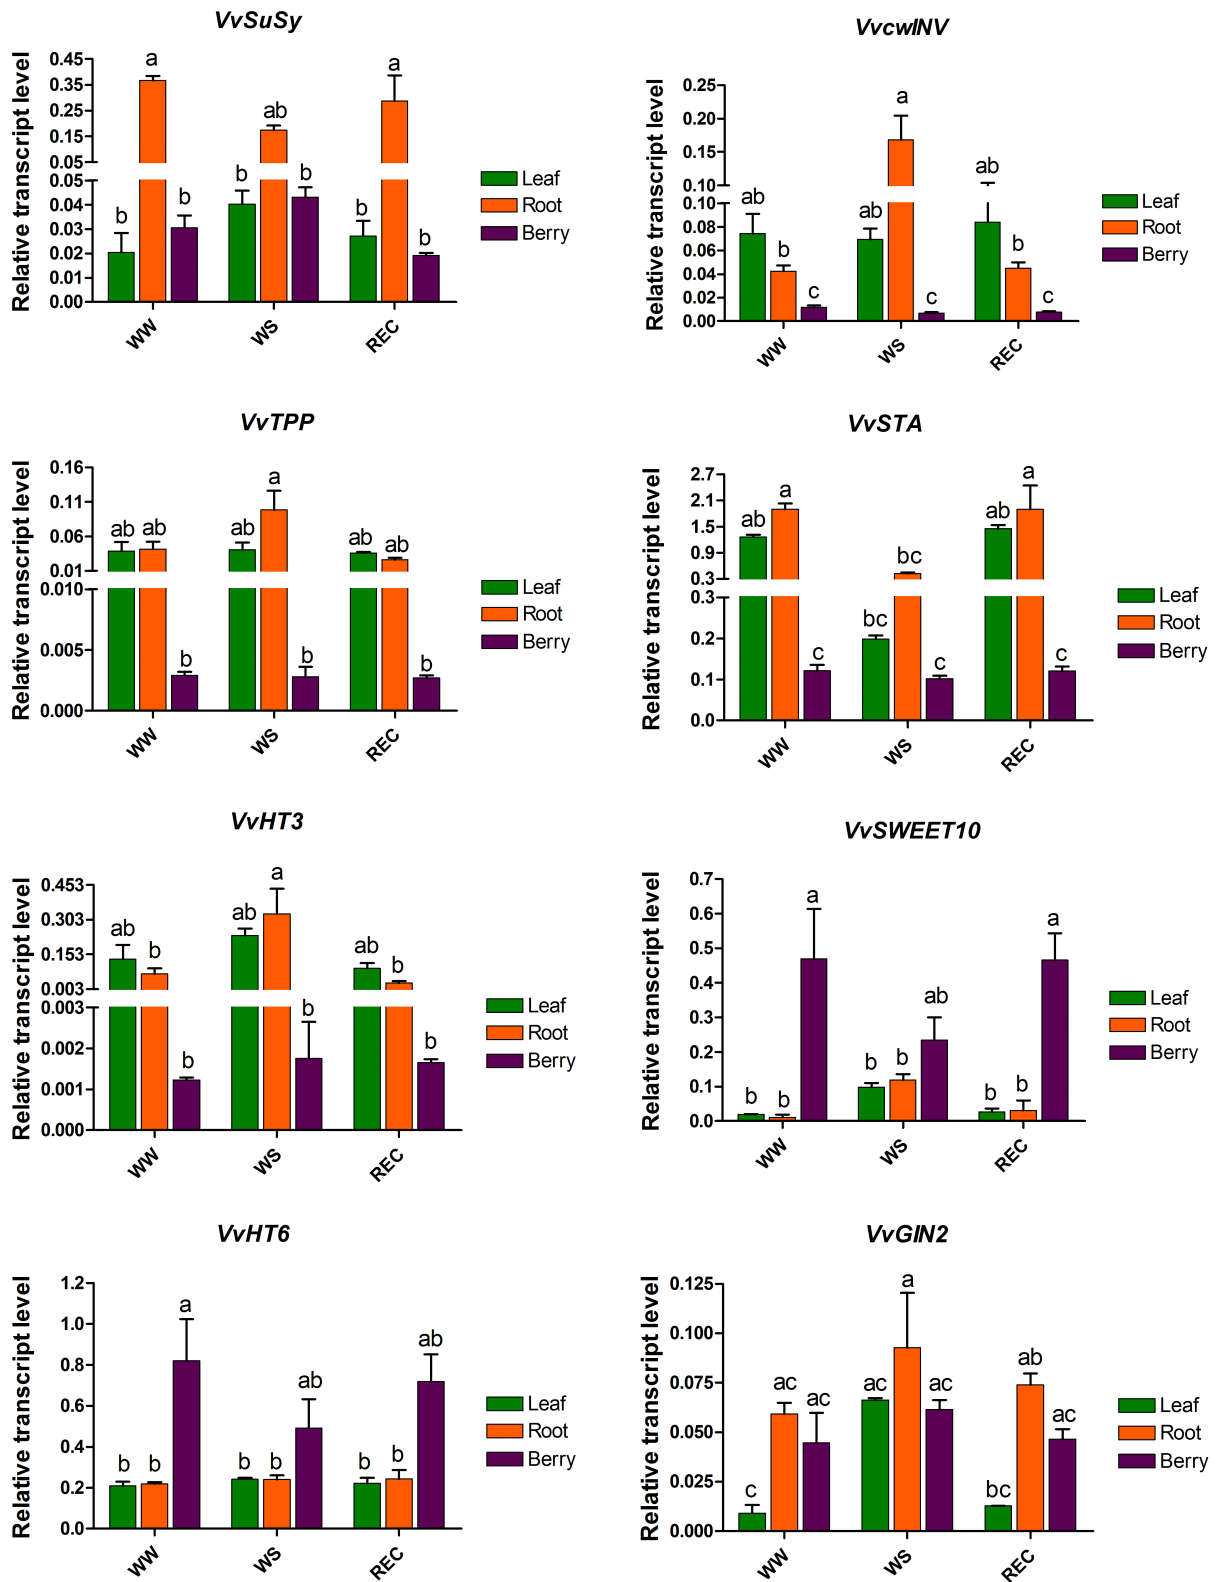 VvSuSy
Relative transcript level
0.45
0.35
0.25
0.15
0.05
0.05
0.04
0.03
0.02
0.01
0.00
b a b
b ab b
b a b
WW WS REC
Leaf
Root
Berry
VvcwINV
Relative transcript level
0.25
0.20
0.15
0.10
0.10
0.08
0.06
0.04
0.02
0.00
ab b c
ab a c
ab b c
WW WS REC
Leaf
Root
Berry
VvTPP
Relative transcript level
0.16
0.11
0.06
0.01
0.010
0.005
0.000
ab ab b
ab a b
ab ab b
WW WS REC
Leaf
Root
Berry
VvSTA
Relative transcript level
2.7
2.1
1.5
0.9
0.3
0.3
0.2
0.1
0.0
ab a c
bc bc c
ab a c
WW WS REC
Leaf
Root
Berry
VvHT3
Relative transcript level
0.453
0.303
0.153
0.003
0.003
0.002
0.001
0.000
ab b b
ab a b
ab b b
WW WS REC
Leaf
Root
Berry
VvSWEET10
Relative transcript level
0.7
0.6
0.5
0.4
0.3
0.2
0.1
0.0
b b a
b b ab
b b a
WW WS REC
Leaf
Root
Berry
VvHT6
Relative transcript level
1.2
1.0
0.8
0.6
0.4
0.2
0.0
b b a
b b ab
b b ab
WW WS REC
Leaf
Root
Berry
VvGIN2
Relative transcript level
0.125
0.100
0.075
0.050
0.025
0.000
c ac ac
ac a ac
bc ab ac
WW WS REC
Leaf
Root
Berry